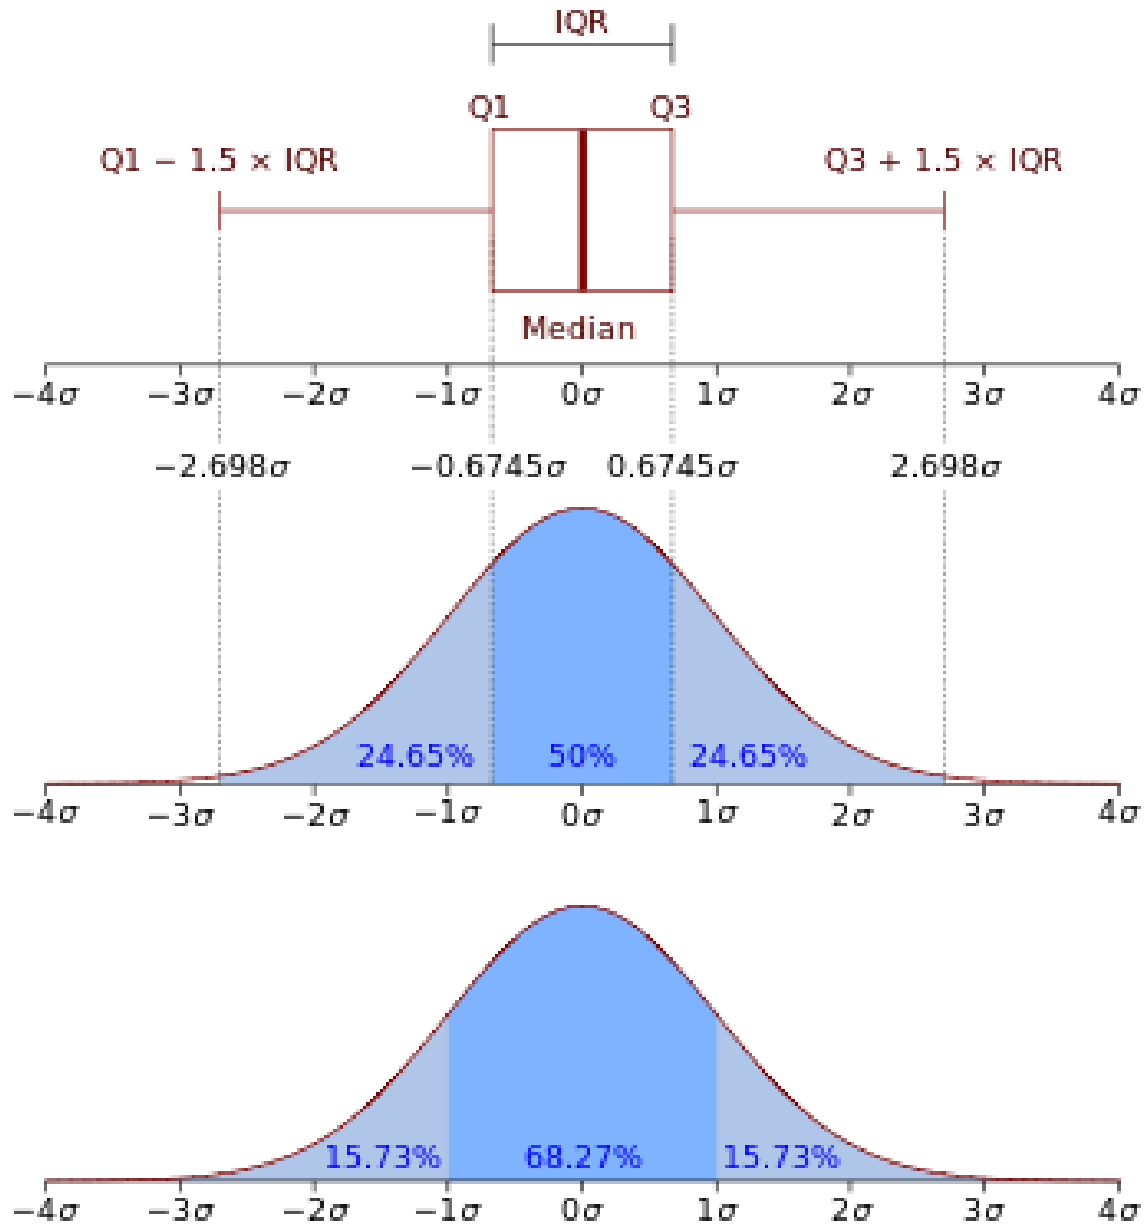 IQR
Q1 Q3
Q1 − 1.5 × IQR Q3 + 1.5 × IQR
Median
−4σ −3σ −2σ −1σ 0σ 1σ 2σ 3σ 4σ
−2.698σ −0.6745σ 0.6745σ 2.698σ
24.65% 50% 24.65%
−4σ −3σ −2σ −1σ 0σ 1σ 2σ 3σ 4σ
15.73% 68.27% 15.73%
−4σ −3σ −2σ −1σ 0σ 1σ 2σ 3σ 4σ